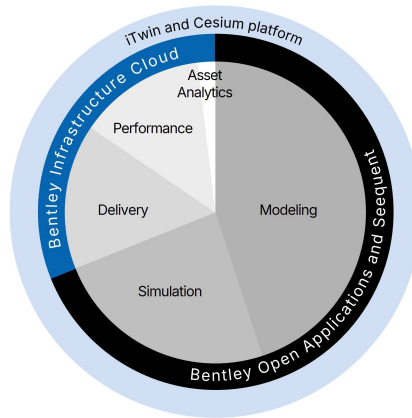 iTwin and Cesium platform
Bentley Infrastructure Cloud
Asset
Analytics
Performance
Delivery
Modeling
Simulation
Bentley Open Applications and Seequent